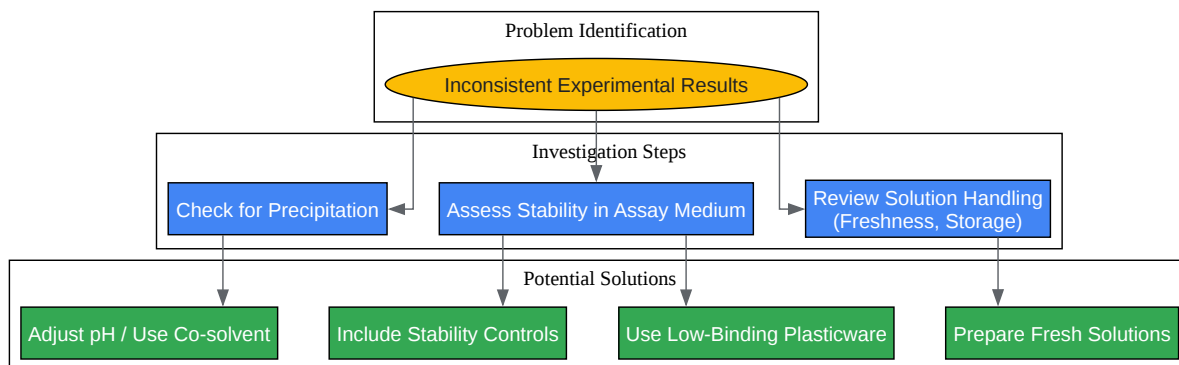 Problem Identification
Inconsistent Experimental Results
Investigation Steps
Check for Precipitation
Assess Stability in Assay Medium
Review Solution Handling
(Freshness, Storage)
Potential Solutions
Adjust pH / Use Co-solvent
Include Stability Controls
Use Low-Binding Plasticware
Prepare Fresh Solutions